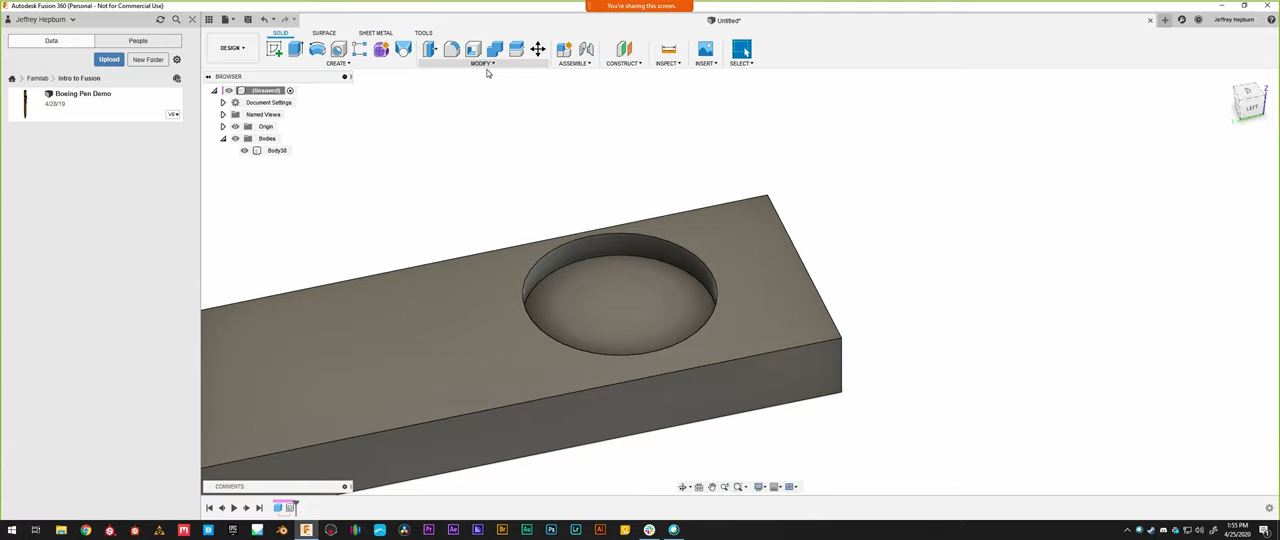 Autodesk Fusion 360 (Personal - Not for Commercial Use)
You're sharing this screen.
Jeffrey Hepburn
Untitled*
Jeffrey Hepburn
Data
People
Upload
New Folder
Familab
Intro to Fusion
Boeing Pen Demo
4/28/19
V8
DESIGN
SOLID
SURFACE
SHEET METAL
TOOLS
CREATE
MODIFY
ASSEMBLE
CONSTRUCT
INSPECT
INSERT
SELECT
BROWSER
(Unsaved)
Document Settings
Named Views
Origin
Bodies
Body38
LEFT
Z
COMMENTS
1:55 PM
4/25/2020